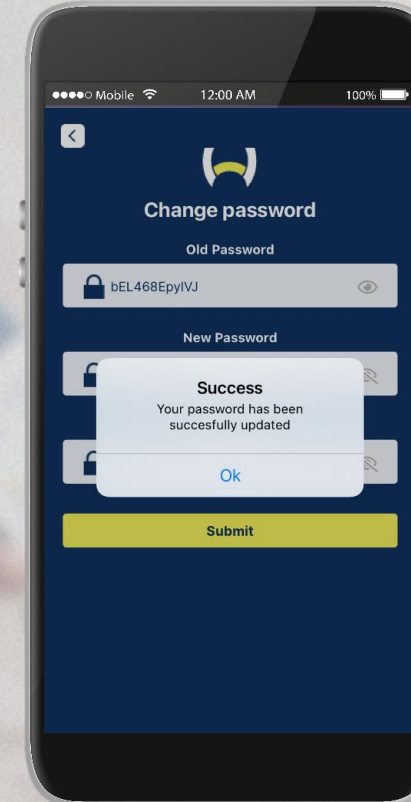 Mobile 12:00 AM 100%
Change password
Old Password
bEL468EpyIVJ
New Password
Success
Your password has been
succesfully updated
Ok
Submit